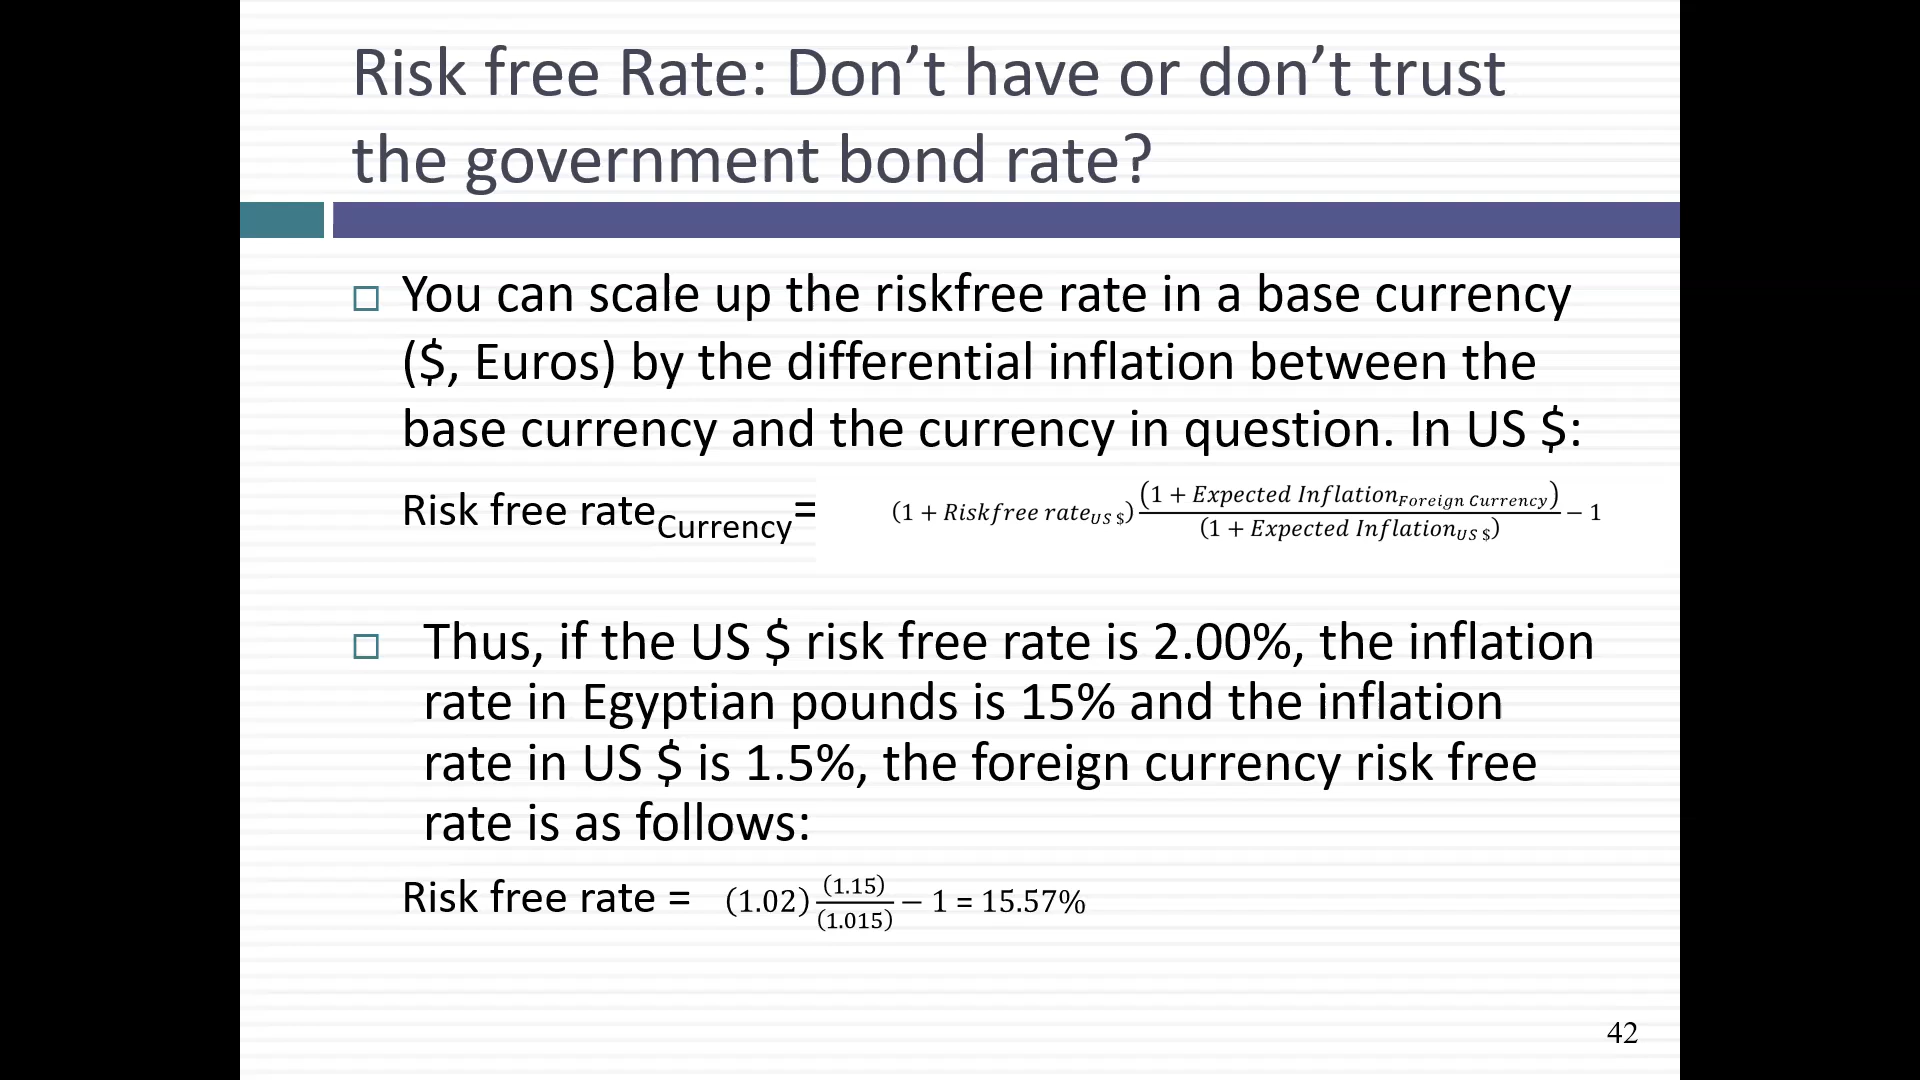 Risk free Rate: Don’t have or don’t trust
the government bond rate?
□ You can scale up the riskfree rate in a base currency
($, Euros) by the differential inflation between the
base currency and the currency in question. In US $:
Risk free rate_Currency= (1 + Riskfree rate_US $) (1 + Expected Inflation_Foreign Currency) / (1 + Expected Inflation_US $) − 1
□ Thus, if the US $ risk free rate is 2.00%, the inflation
rate in Egyptian pounds is 15% and the inflation
rate in US $ is 1.5%, the foreign currency risk free
rate is as follows:
Risk free rate = (1.02) (1.15) / (1.015) − 1 = 15.57%
42